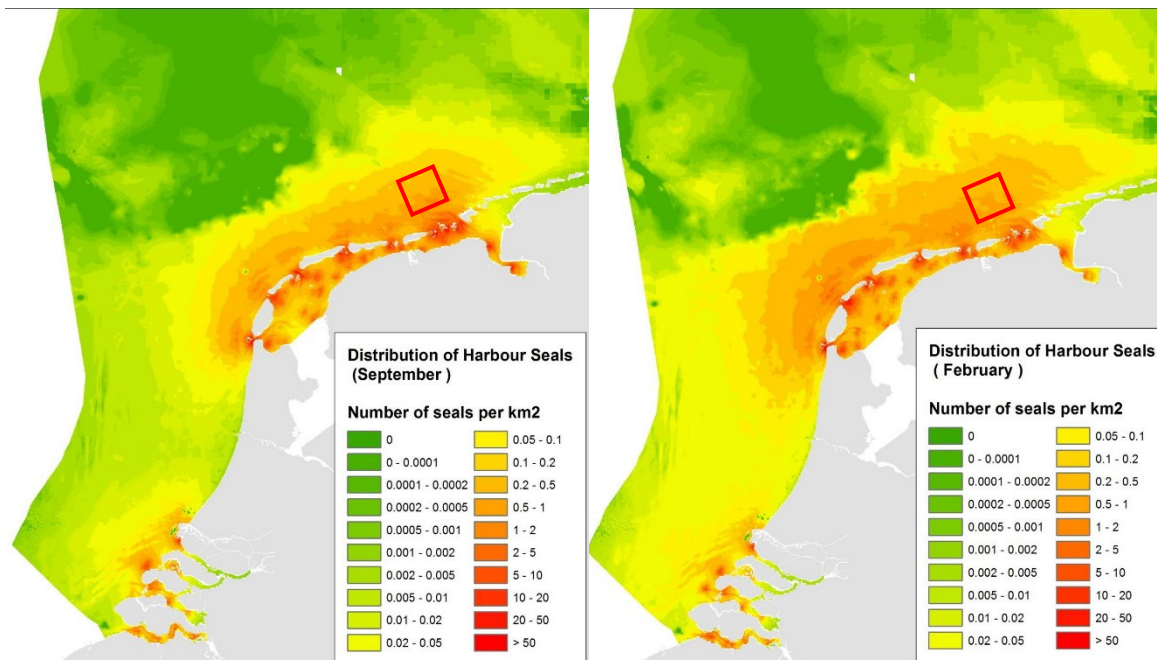 Distribution of Harbour Seals
(September )
Number of seals per km2
0
0 - 0.0001
0.0001 - 0.0002
0.0002 - 0.0005
0.0005 - 0.001
0.001 - 0.002
0.002 - 0.005
0.005 - 0.01
0.01 - 0.02
0.02 - 0.05
0.05 - 0.1
0.1 - 0.2
0.2 - 0.5
0.5 - 1
1 - 2
2 - 5
5 - 10
10 - 20
20 - 50
> 50
Distribution of Harbour Seals
( February )
Number of seals per km2
0
0 - 0.0001
0.0001 - 0.0002
0.0002 - 0.0005
0.0005 - 0.001
0.001 - 0.002
0.002 - 0.005
0.005 - 0.01
0.01 - 0.02
0.02 - 0.05
0.05 - 0.1
0.1 - 0.2
0.2 - 0.5
0.5 - 1
1 - 2
2 - 5
5 - 10
10 - 20
20 - 50
> 50